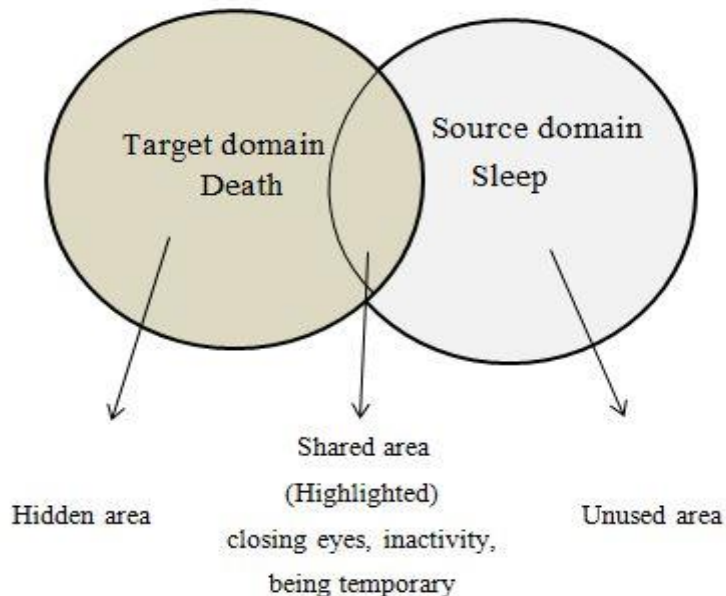 Target domain
Death
Source domain
Sleep
Hidden area
Shared area
(Highlighted)
closing eyes, inactivity,
being temporary
Unused area